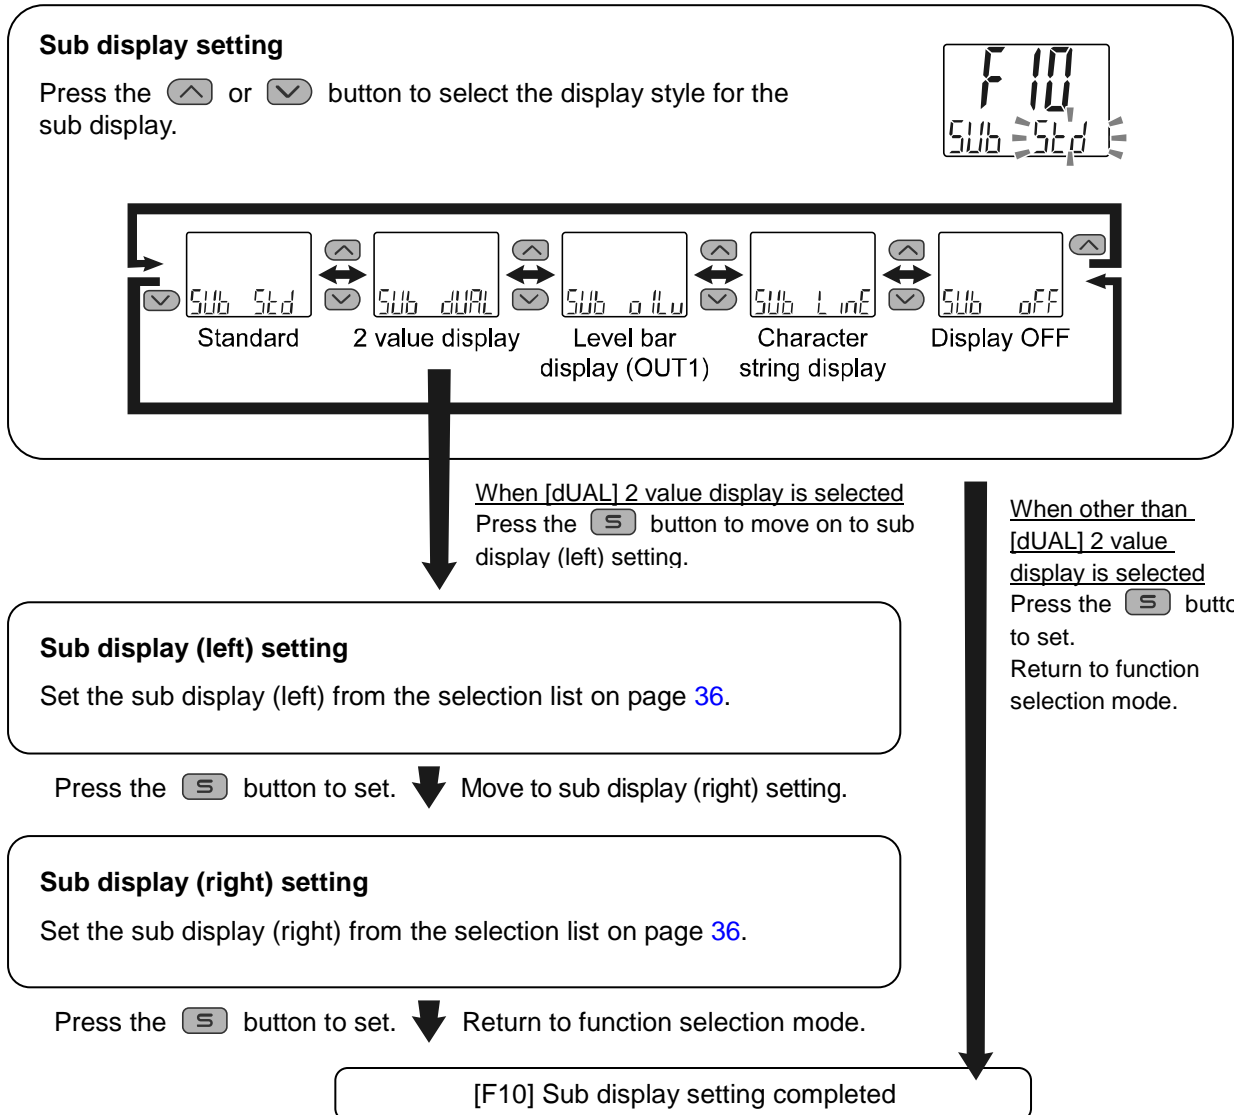 Sub display setting
Press the or button to select the display style for the
sub display.
F 10
SUb Std
SUb Std
SUb dUAL
SUb o1Lv
SUb LinE
SUb oFF
Standard
2 value display
Level bar
display (OUT1)
Character
string display
Display OFF
When [dUAL] 2 value display is selected
Press the S button to move on to sub
display (left) setting.
When other than
[dUAL] 2 value
display is selected
Press the S butto
to set.
Return to function
selection mode.
Sub display (left) setting
Set the sub display (left) from the selection list on page 36.
Press the S button to set. Move to sub display (right) setting.
Sub display (right) setting
Set the sub display (right) from the selection list on page 36.
Press the S button to set. Return to function selection mode.
[F10] Sub display setting completed